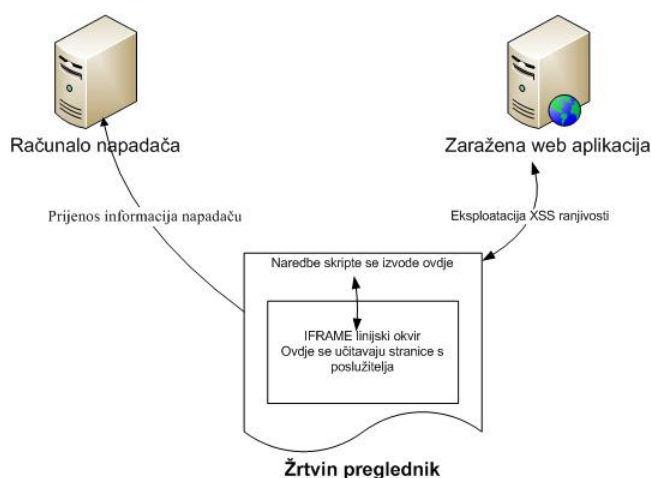 Računalo napadača
Zaražena web aplikacija
Prijenos informacija napadaču
Eksploatacija XSS ranjivosti
Naredbe skripte se izvode ovdje
IFRAME linijski okvir
Ovdje se učitavaju stranice s
poslužitelja
Žrtvin preglednik